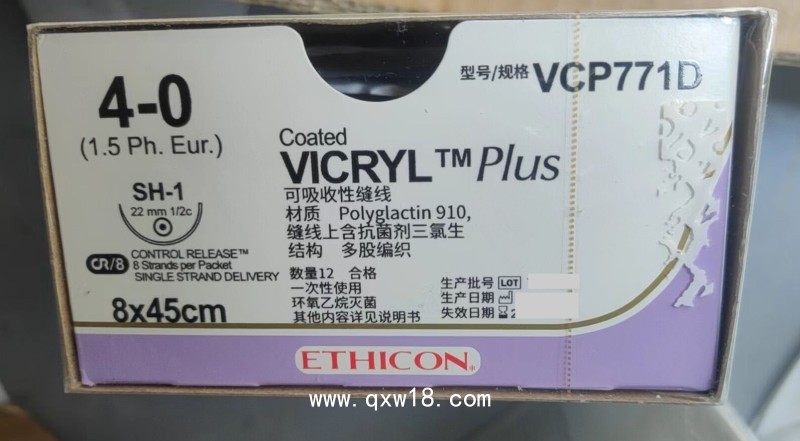 4-0
(1.5 Ph. Eur.)
SH-1
22 mm 1/2c
CR/8
CONTROL RELEASE™
8 Strands per Packet
SINGLE STRAND DELIVERY
8x45cm
型号/规格 VCP771D
Coated
VICRYL™ Plus
可吸收性缝线
材质 Polyglactin 910,
缝线上含抗菌剂三氯生
结构 多股编织
数量12 合格
一次性使用
环氧乙烷灭菌
其他内容详见说明书
生产批号 LOT
生产日期
失效日期 2
ETHICON®
www.qxw18.com